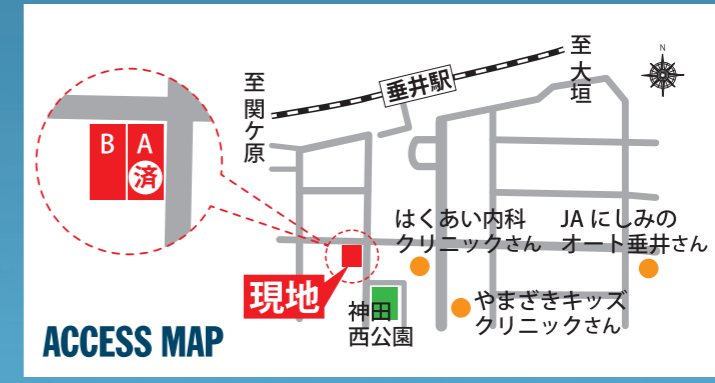 至大垣
N
垂井駅
至関ケ原
B
A
済
はくあい内科
クリニックさん
JAにしみの
オート垂井さん
現地
神田
西公園
やまざきキッズ
クリニックさん
ACCESS MAP